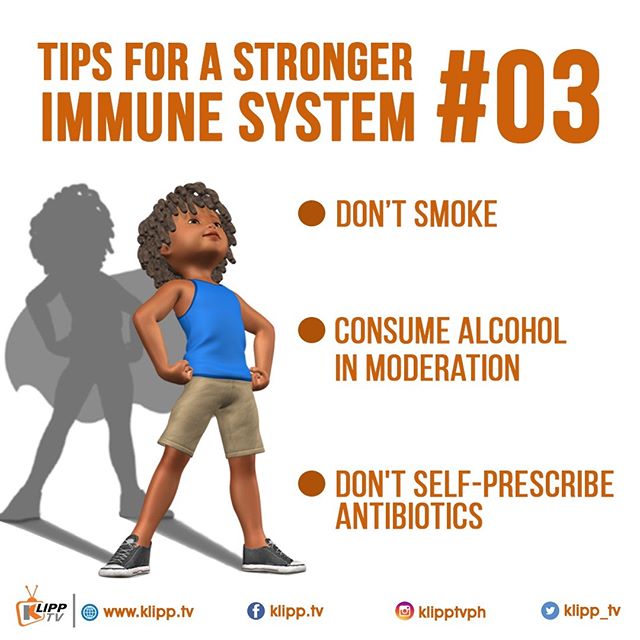 TIPS FOR A STRONGER
IMMUNE SYSTEM #03
DON’T SMOKE
CONSUME ALCOHOL
IN MODERATION
DON'T SELF-PRESCRIBE
ANTIBIOTICS
KLIPP TV
www.klipp.tv
klipp.tv
klipptvph
klipp_tv